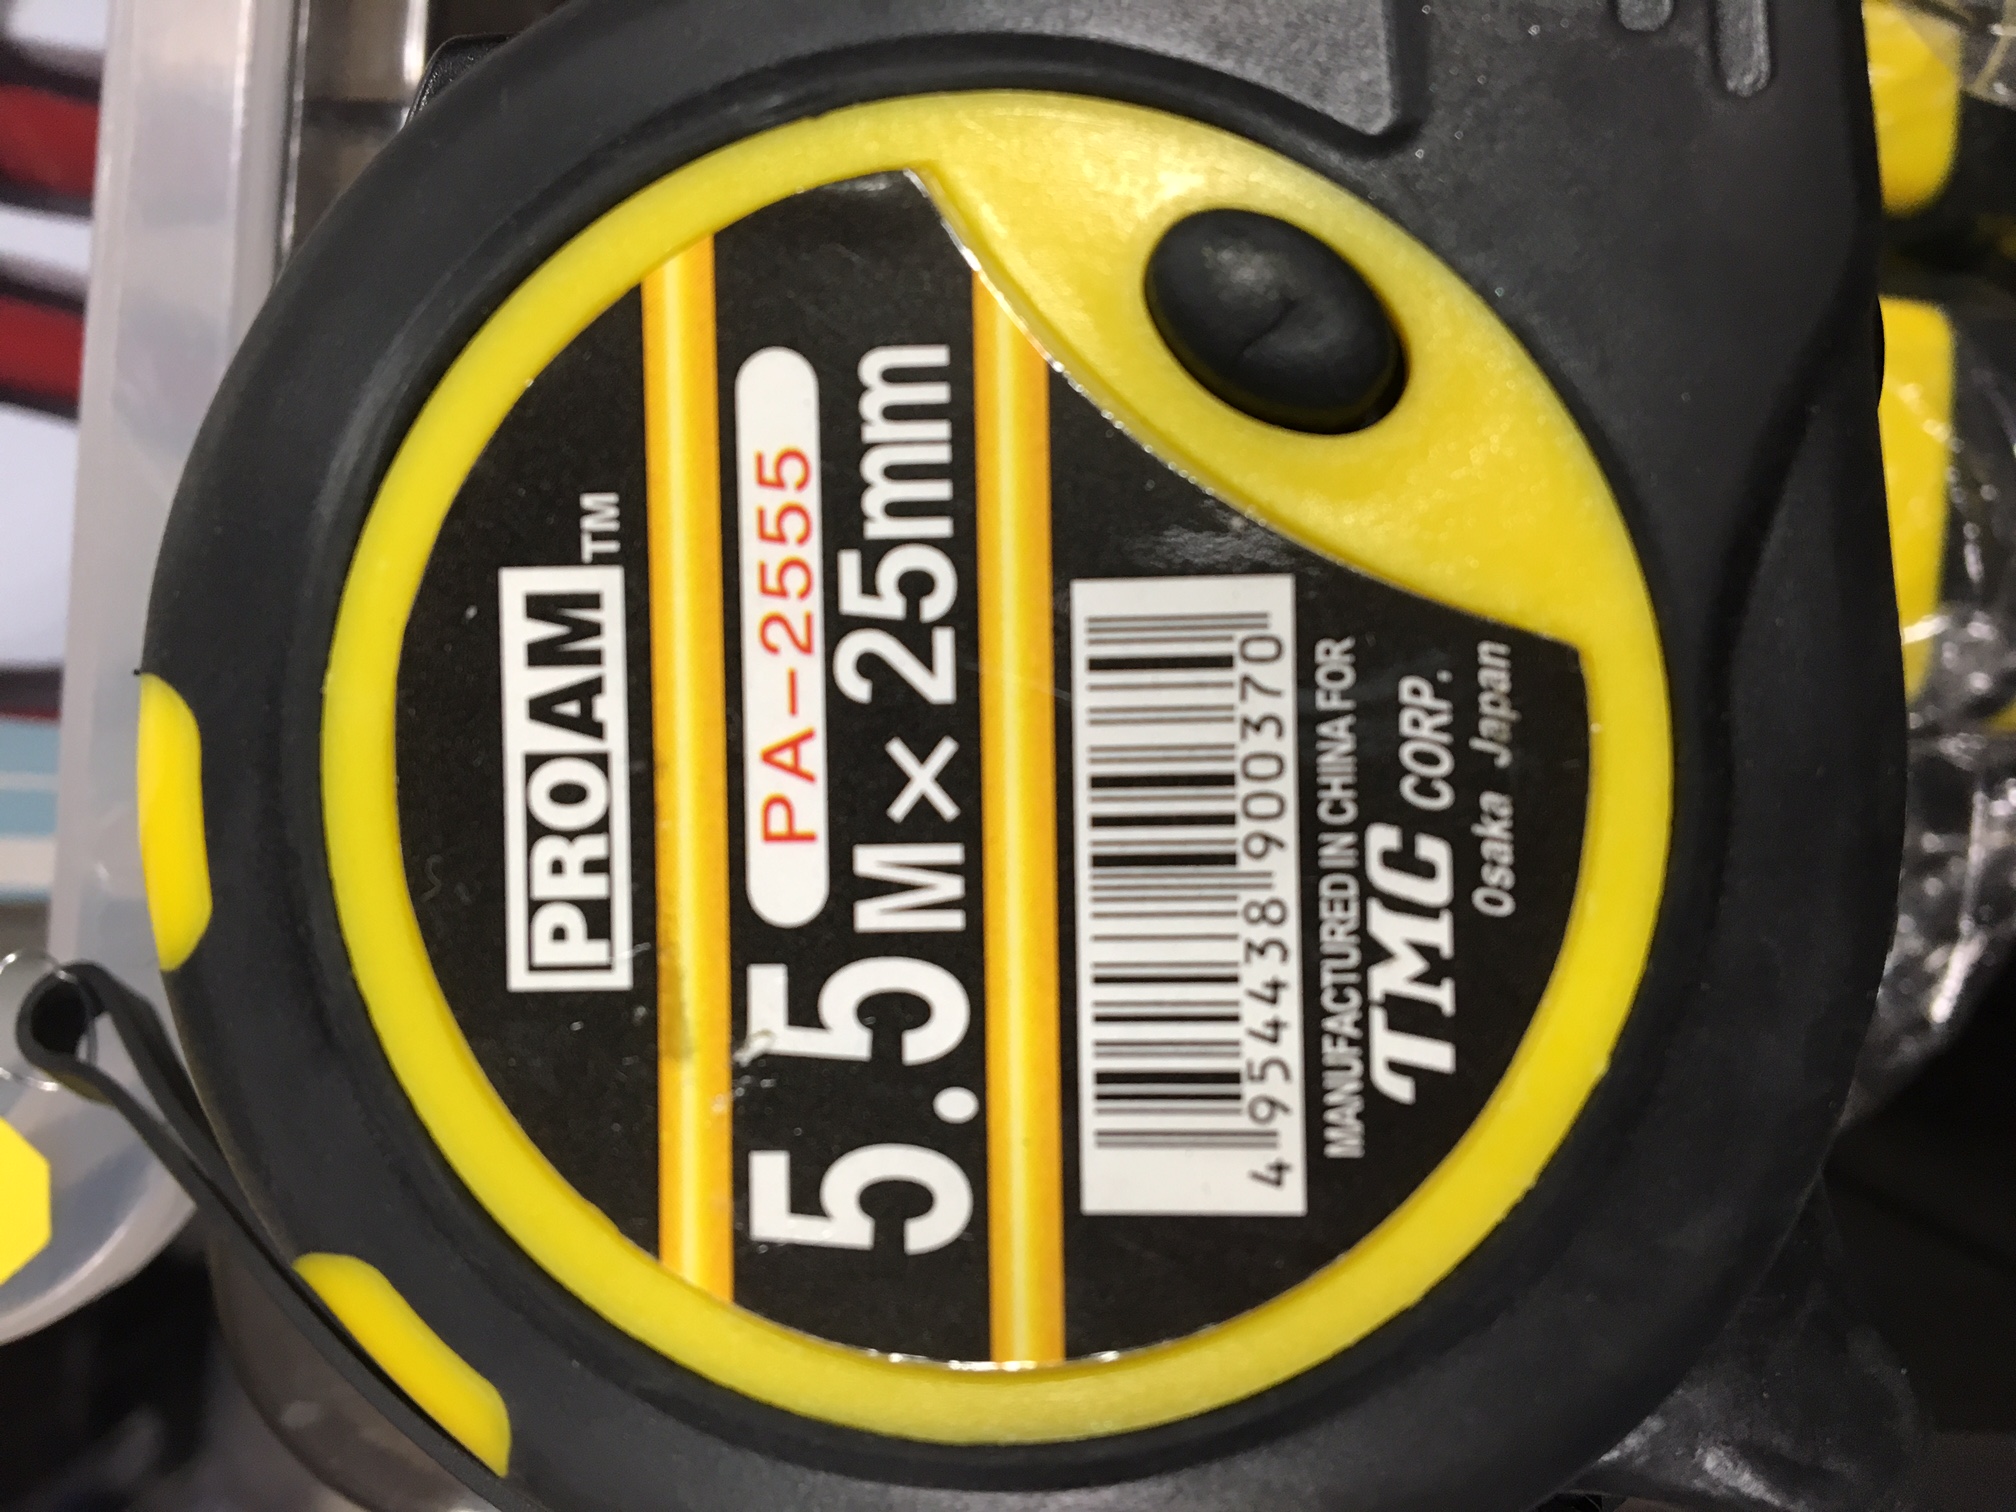 PROAM™
PA-2555
5.5M×25mm
4 954438 900370
MANUFACTURED IN CHINA FOR
TMC CORP.
Osaka Japan